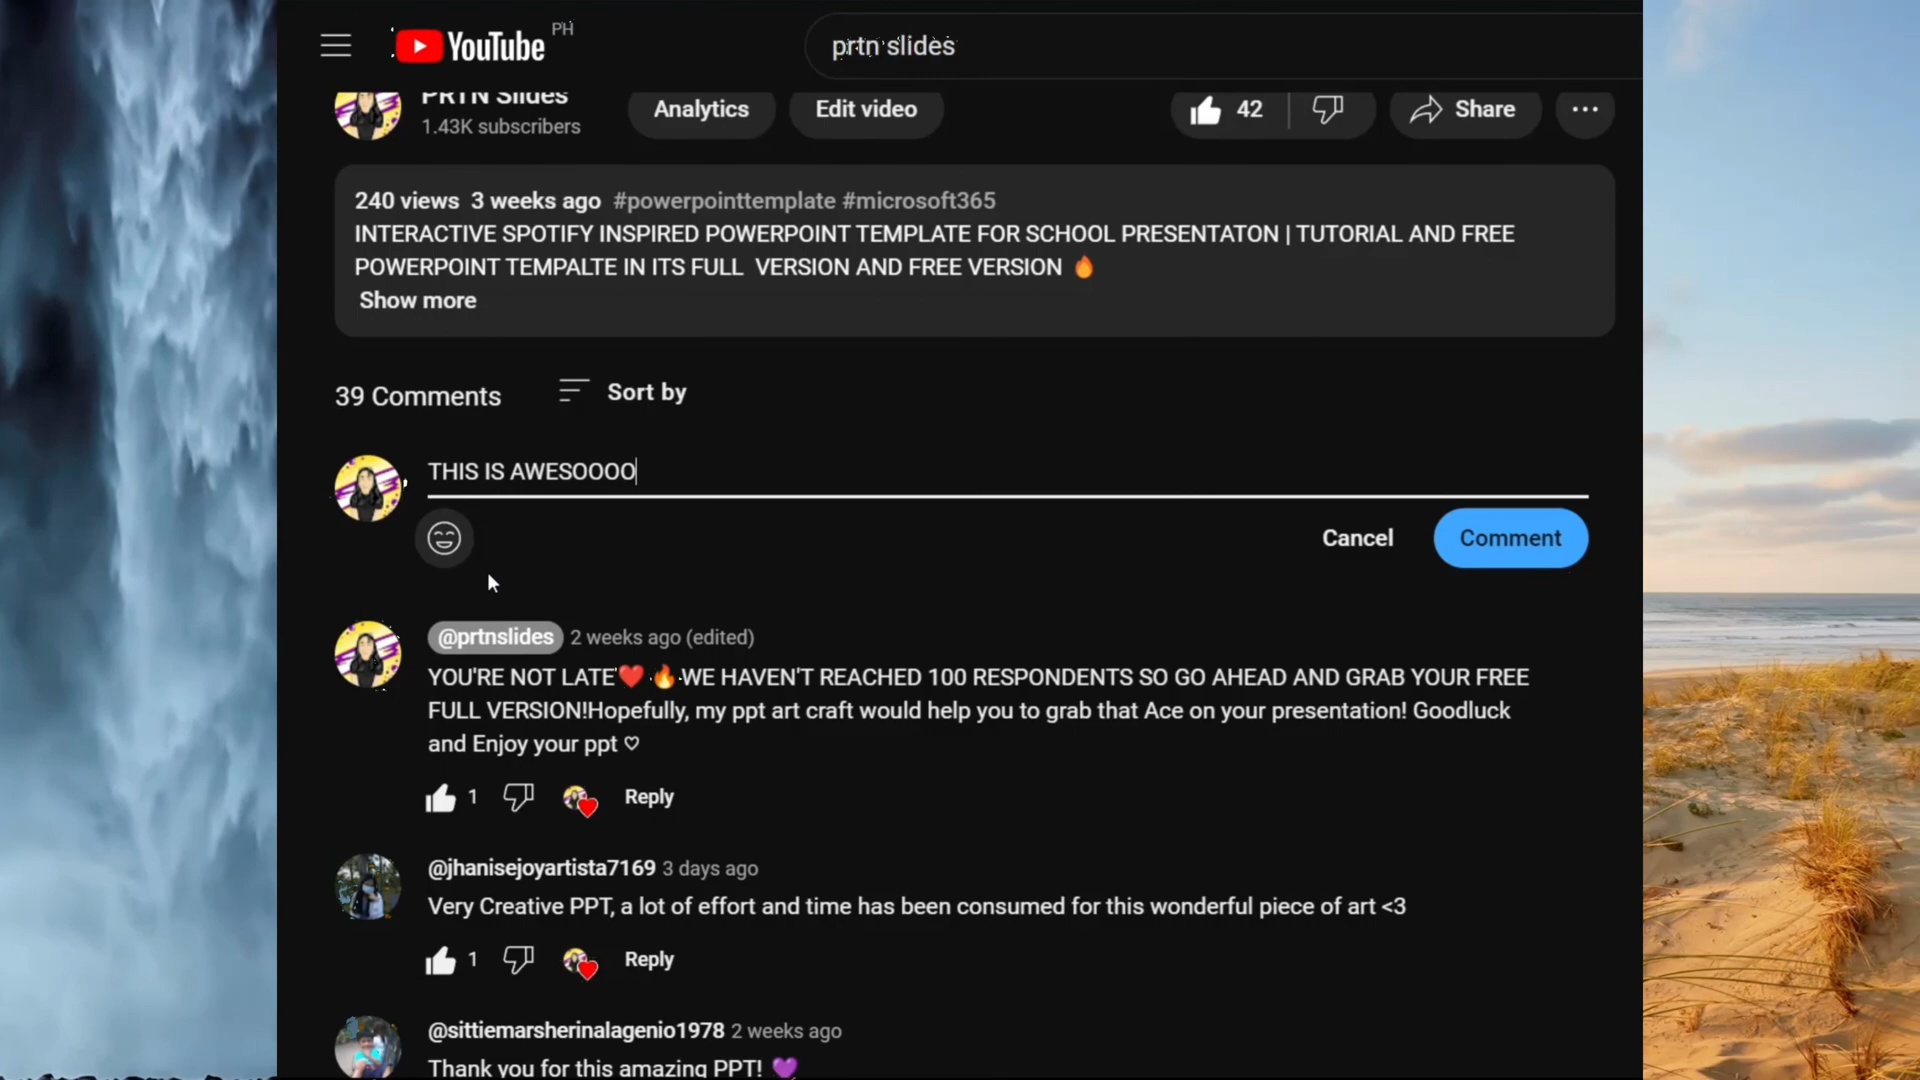 YouTube PH
prtn slides
PRTN Slides
1.43K subscribers
Analytics
Edit video
42
Share
240 views 3 weeks ago #powerpointtemplate #microsoft365
INTERACTIVE SPOTIFY INSPIRED POWERPOINT TEMPLATE FOR SCHOOL PRESENTATON | TUTORIAL AND FREE
POWERPOINT TEMPALTE IN ITS FULL VERSION AND FREE VERSION 🔥
Show more
39 Comments
Sort by
THIS IS AWESOOOO
Cancel
Comment
@prtnslides 2 weeks ago (edited)
YOU'RE NOT LATE❤️ 🔥WE HAVEN'T REACHED 100 RESPONDENTS SO GO AHEAD AND GRAB YOUR FREE
FULL VERSION!Hopefully, my ppt art craft would help you to grab that Ace on your presentation! Goodluck
and Enjoy your ppt ♡
1
Reply
@jhanisejoyartista7169 3 days ago
Very Creative PPT, a lot of effort and time has been consumed for this wonderful piece of art <3
1
Reply
@sittiemarsherinalagenio1978 2 weeks ago
Thank you for this amazing PPT! 💜